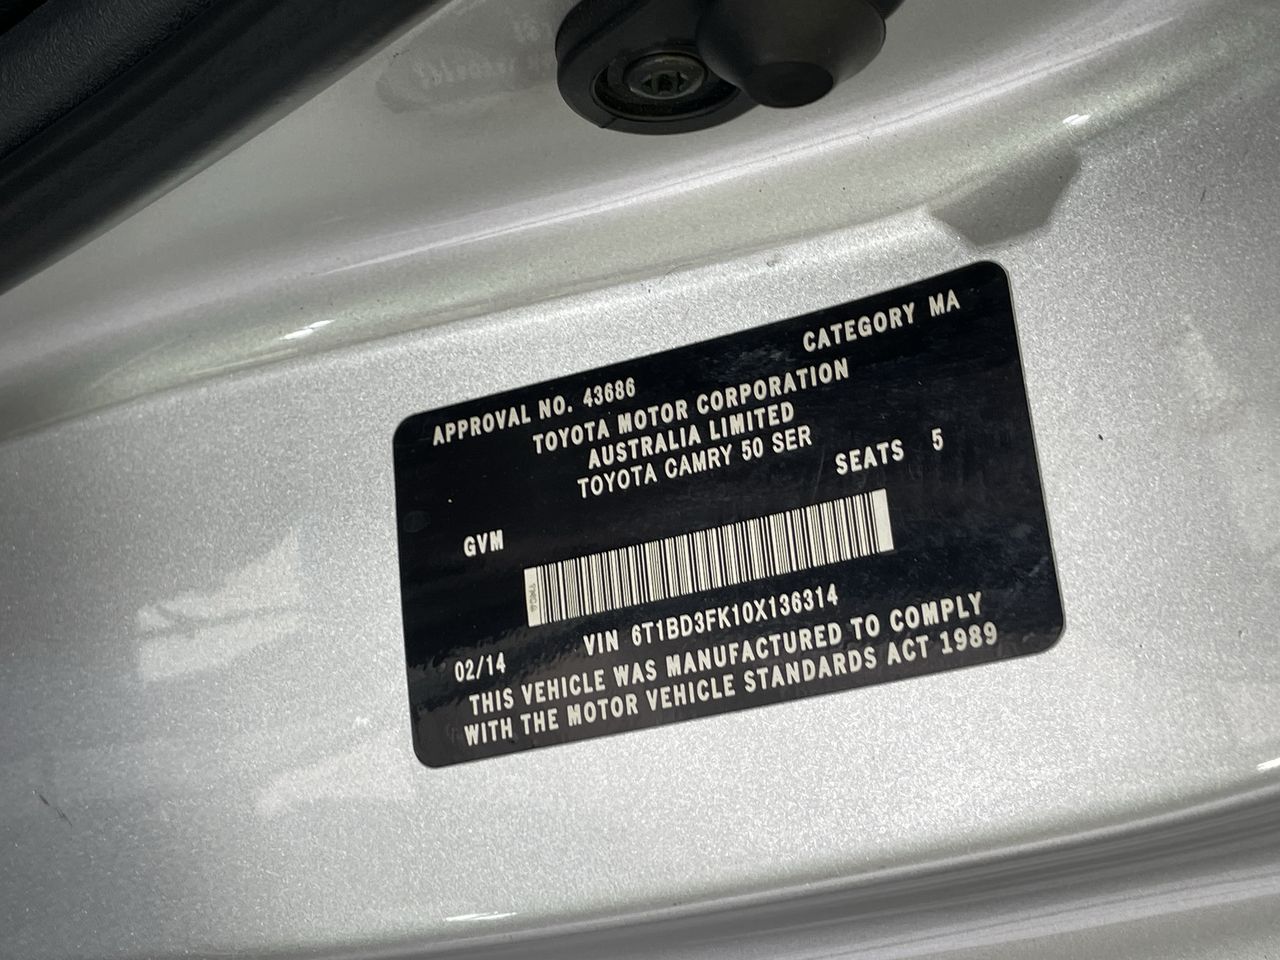 APPROVAL NO. 43686 CATEGORY MA
TOYOTA MOTOR CORPORATION
AUSTRALIA LIMITED
TOYOTA CAMRY 50 SER
GVM SEATS 5
VIN 6T1BD3FK10X136314
02/14
THIS VEHICLE WAS MANUFACTURED TO COMPLY
WITH THE MOTOR VEHICLE STANDARDS ACT 1989